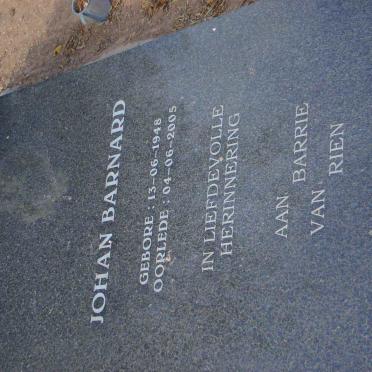 JOHAN BARNARD
GEBORE : 13-06-1948
OORLEDE : 04-06-2005
IN LIEFDEVOLLE
HERINNERING
AAN BARRIE
VAN RIEN